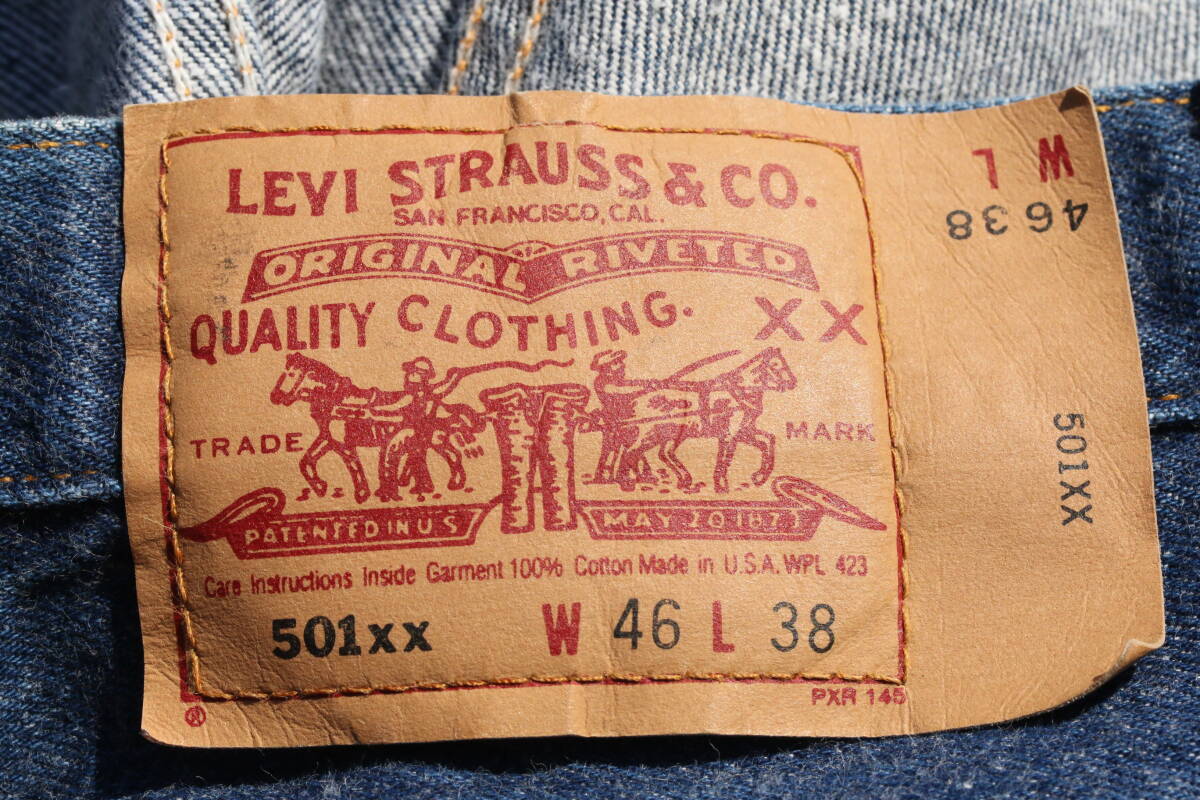 LEVI STRAUSS & CO.
SAN FRANCISCO, CAL.
ORIGINAL RIVETED
QUALITY CLOTHING. XX
TRADE MARK
PATENTED IN U S MAY 20 1873
Care Instructions Inside Garment 100% Cotton Made in U.S.A. WPL 423
501xx W 46 L 38
PXR 145
®
W L
46 38
501XX